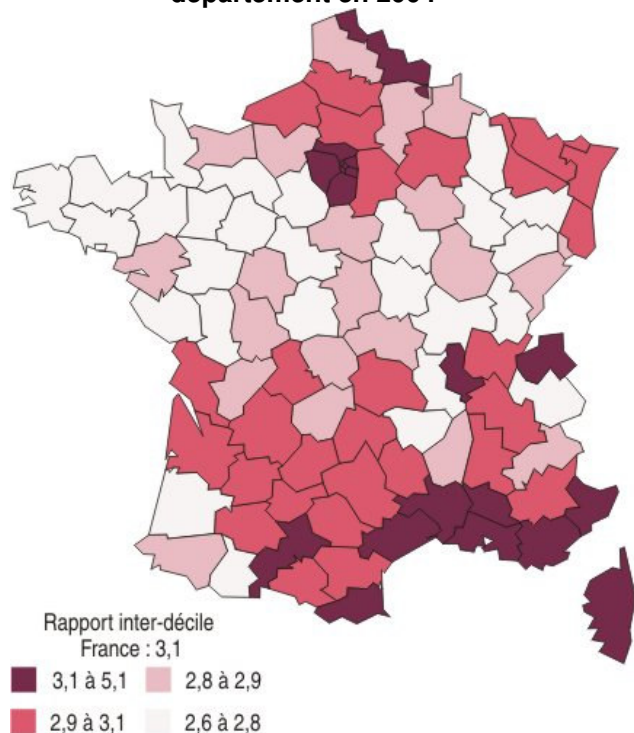 département en
Rapport inter-décile
France : 3,1
3,1 à 5,1 2,8 à 2,9
2,9 à 3,1 2,6 à 2,8